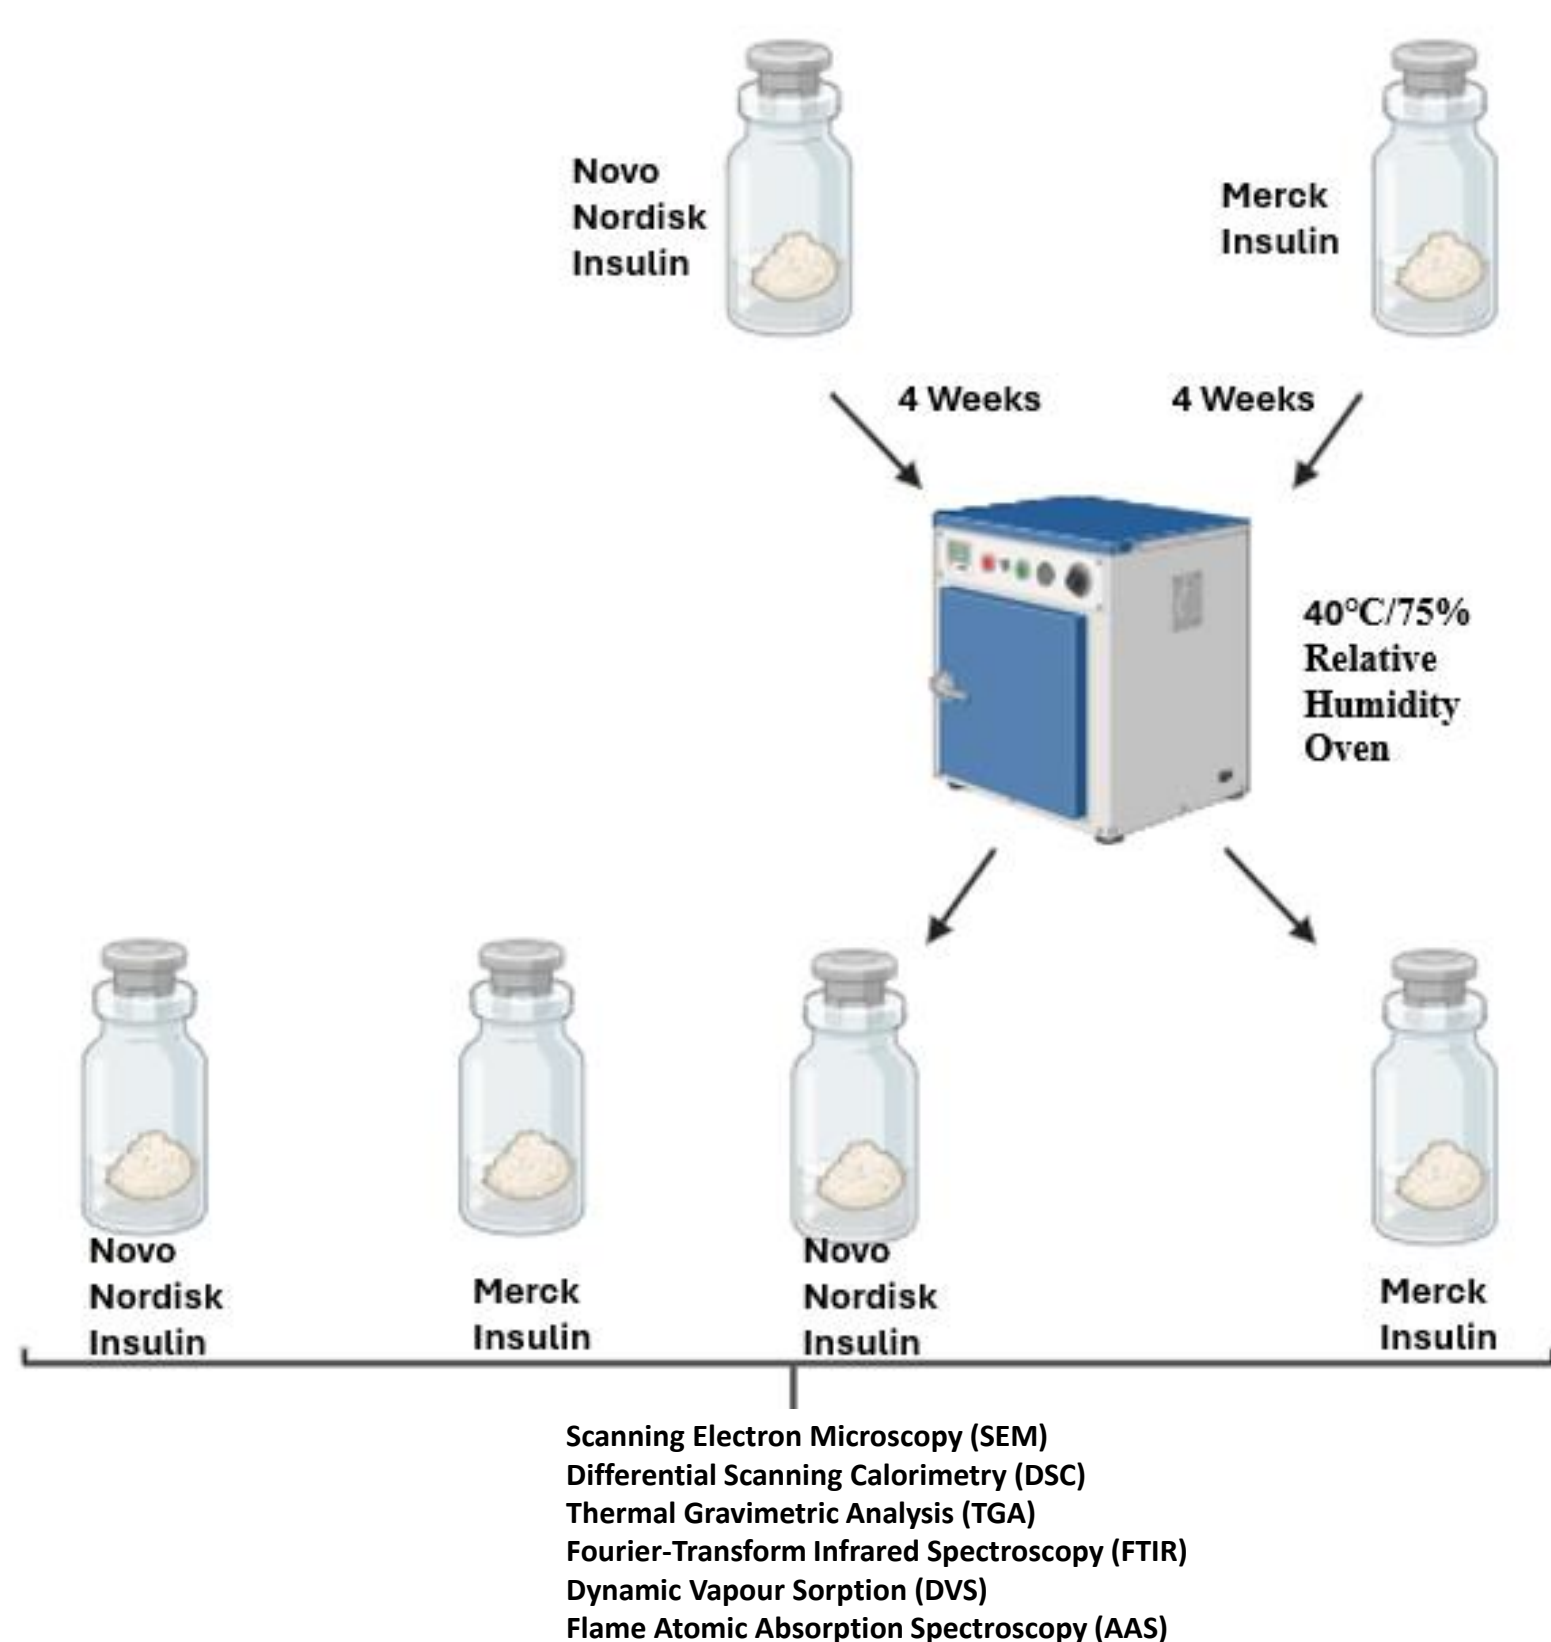 Novo
Nordisk
Insulin
Merck
Insulin
4 Weeks
4 Weeks
40°C/75%
Relative
Humidity
Oven
Novo
Nordisk
Insulin
Merck
Insulin
Novo
Nordisk
Insulin
Merck
Insulin
Scanning Electron Microscopy (SEM)
Differential Scanning Calorimetry (DSC)
Thermal Gravimetric Analysis (TGA)
Fourier-Transform Infrared Spectroscopy (FTIR)
Dynamic Vapour Sorption (DVS)
Flame Atomic Absorption Spectroscopy (AAS)